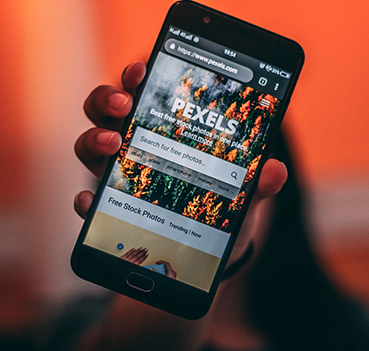 19:54
https://www.pexels.com
PEXELS
Best free stock photos in one place.
Learn more
Search for free photos...
more
Free Stock Photos Trending | New